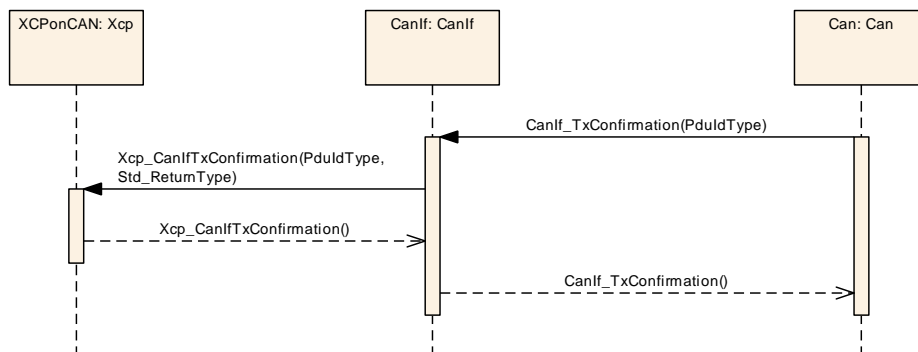 XCPonCAN: Xcp
CanIf: CanIf
Can: Can
CanIf_TxConfirmation(PduIdType)
Xcp_CanIfTxConfirmation(PduIdType,
Std_ReturnType)
Xcp_CanIfTxConfirmation()
CanIf_TxConfirmation()